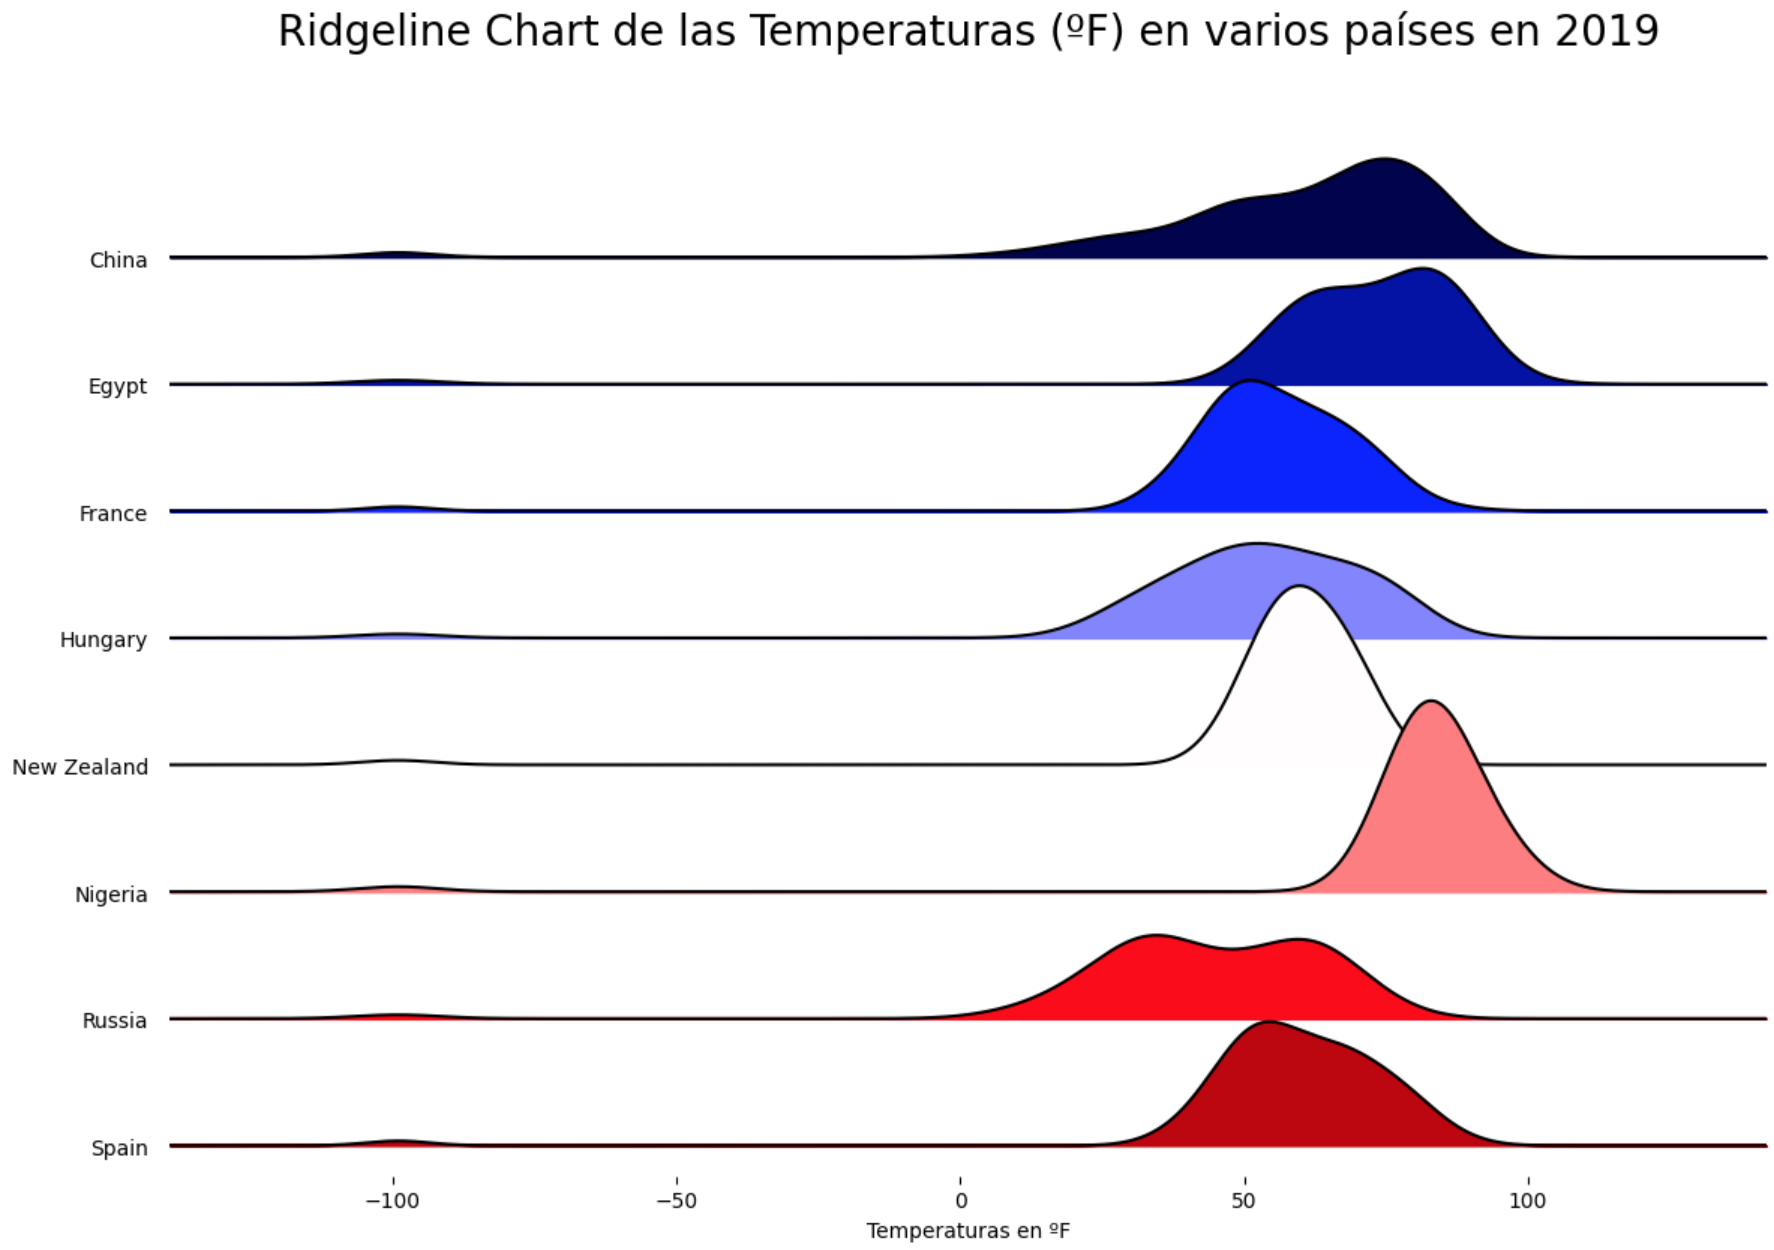 Ridgeline Chart de las Temperaturas (ºF) en varios países en 2019
China
Egypt
France
Hungary
New Zealand
Nigeria
Russia
Spain
−100 −50 0 50 100
Temperaturas en ºF